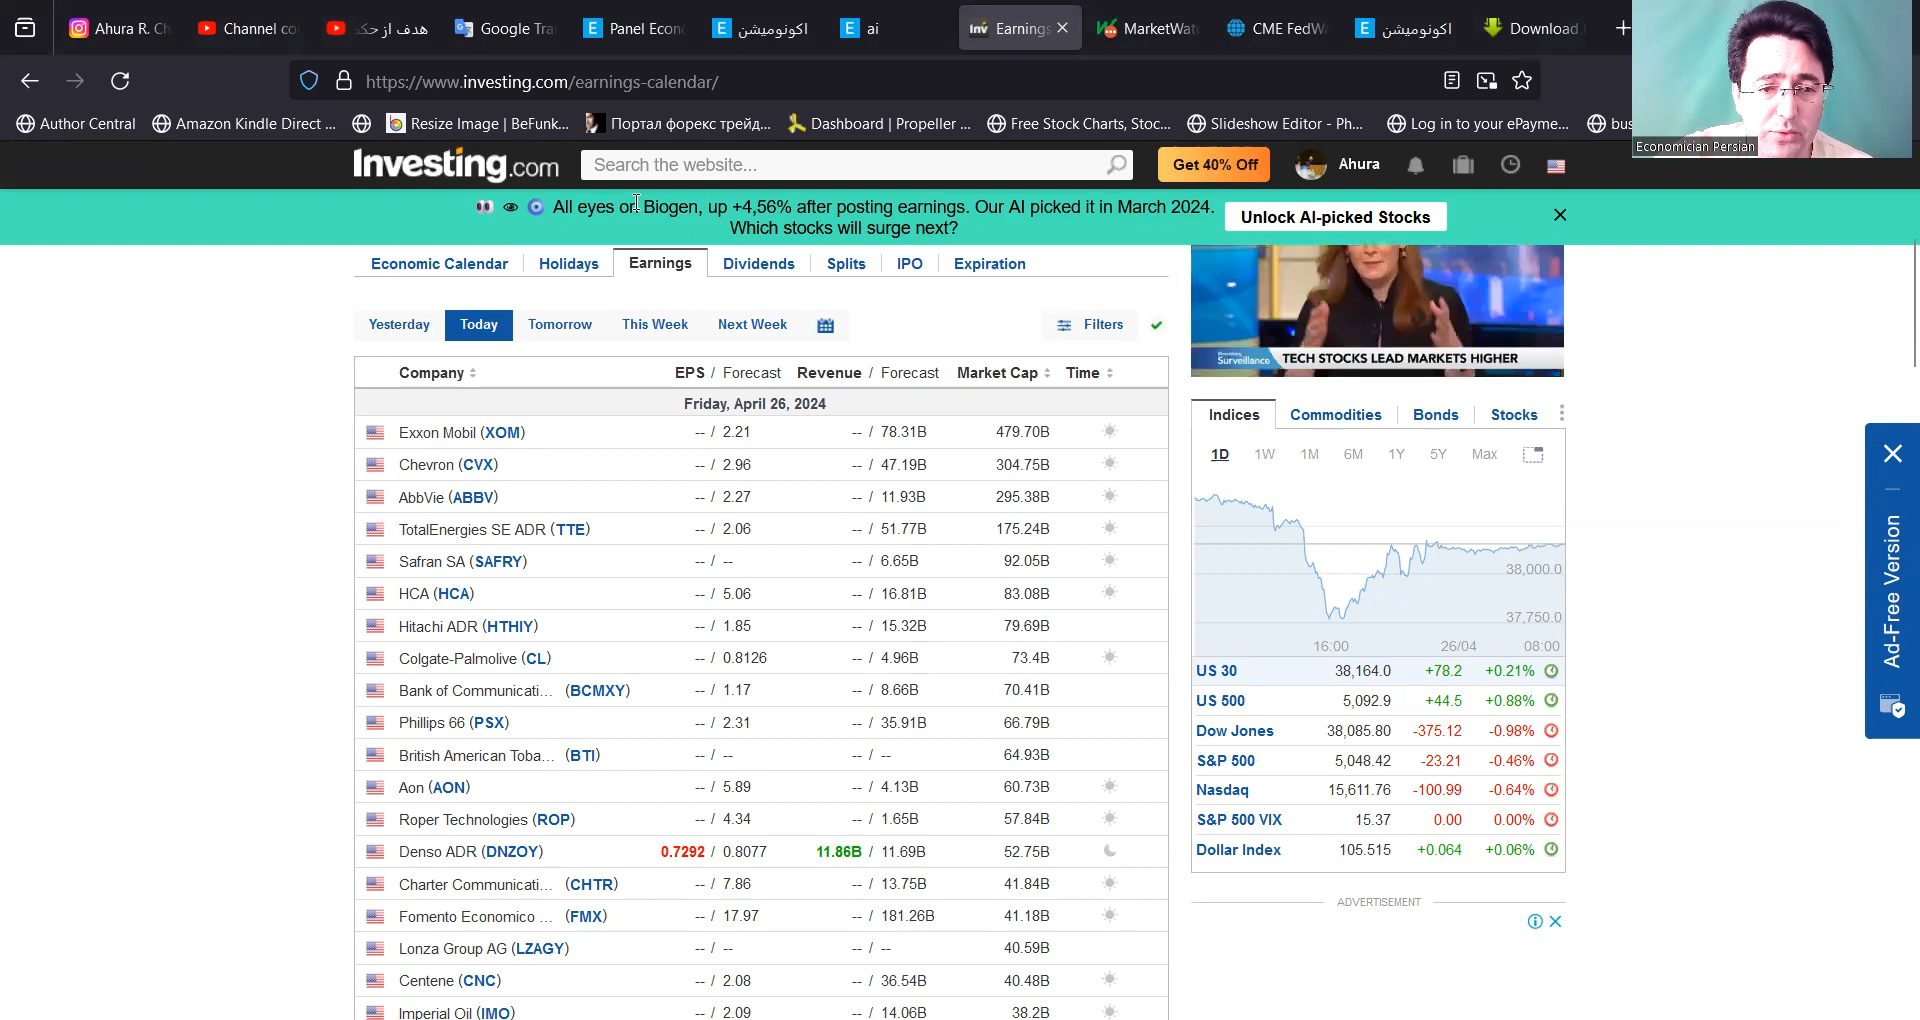 Ahura R. Ch
Channel co
هدف از حکم
Google Tra
Panel Econ
اکونومیشن
ai
Earnings
MarketWat
CME FedW
اکونومیشن
Download
https://www.investing.com/earnings-calendar/
Author Central
Amazon Kindle Direct ...
Resize Image | BeFunk...
Портал форекс трейд...
Dashboard | Propeller ...
Free Stock Charts, Stoc...
Slideshow Editor - Ph...
Log in to your ePayme...
bus
Economician Persian
Investing.com
Search the website...
Get 40% Off
Ahura
All eyes on Biogen, up +4,56% after posting earnings. Our AI picked it in March 2024.
Which stocks will surge next?
Unlock AI-picked Stocks
Economic Calendar Holidays Earnings Dividends Splits IPO Expiration
Yesterday Today Tomorrow This Week Next Week Filters
Company EPS / Forecast Revenue / Forecast Market Cap Time
Friday, April 26, 2024
Exxon Mobil (XOM) -- / 2.21 -- / 78.31B 479.70B
Chevron (CVX) -- / 2.96 -- / 47.19B 304.75B
AbbVie (ABBV) -- / 2.27 -- / 11.93B 295.38B
TotalEnergies SE ADR (TTE) -- / 2.06 -- / 51.77B 175.24B
Safran SA (SAFRY) -- / -- -- / 6.65B 92.05B
HCA (HCA) -- / 5.06 -- / 16.81B 83.08B
Hitachi ADR (HTHIY) -- / 1.85 -- / 15.32B 79.69B
Colgate-Palmolive (CL) -- / 0.8126 -- / 4.96B 73.4B
Bank of Communicati... (BCMXY) -- / 1.17 -- / 8.66B 70.41B
Phillips 66 (PSX) -- / 2.31 -- / 35.91B 66.79B
British American Toba... (BTI) -- / -- -- / -- 64.93B
Aon (AON) -- / 5.89 -- / 4.13B 60.73B
Roper Technologies (ROP) -- / 4.34 -- / 1.65B 57.84B
Denso ADR (DNZOY) 0.7292 / 0.8077 11.86B / 11.69B 52.75B
Charter Communicati... (CHTR) -- / 7.86 -- / 13.75B 41.84B
Fomento Economico ... (FMX) -- / 17.97 -- / 181.26B 41.18B
Lonza Group AG (LZAGY) -- / -- -- / -- 40.59B
Centene (CNC) -- / 2.08 -- / 36.54B 40.48B
Imperial Oil (IMO) -- / 2.09 -- / 14.06B 38.2B
Surveillance TECH STOCKS LEAD MARKETS HIGHER
Indices Commodities Bonds Stocks
1D 1W 1M 6M 1Y 5Y Max
38,000.0
37,750.0
16:00 26/04 08:00
US 30 38,164.0 +78.2 +0.21%
US 500 5,092.9 +44.5 +0.88%
Dow Jones 38,085.80 -375.12 -0.98%
S&P 500 5,048.42 -23.21 -0.46%
Nasdaq 15,611.76 -100.99 -0.64%
S&P 500 VIX 15.37 0.00 0.00%
Dollar Index 105.515 +0.064 +0.06%
ADVERTISEMENT
Ad-Free Version